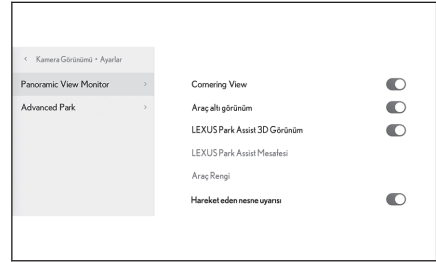 < Kamera Görünümü • Ayarlar
Panoramic View Monitor >
Advanced Park >
Cornering View
Araç altı görünüm
LEXUS Park Assist 3D Görünüm
LEXUS Park Assist Mesafesi
Araç Rengi
Hareket eden nesne uyarısı